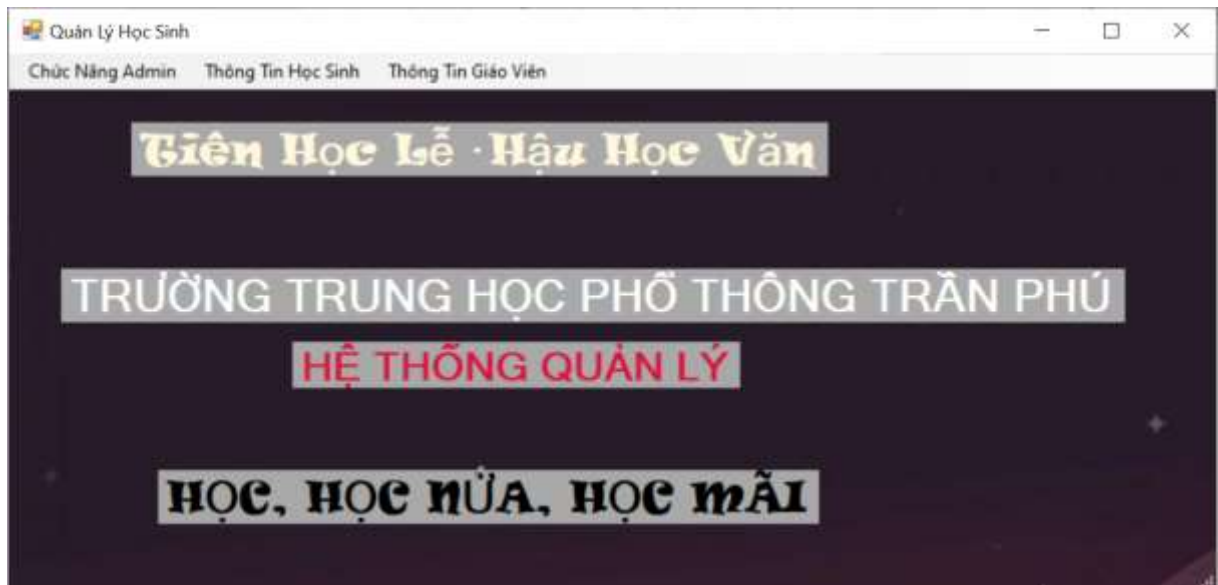 Quản Lý Học Sinh
Chức Năng Admin Thông Tin Học Sinh Thông Tin Giáo Viên
Tiên Học Lễ - Hậu Học Văn
TRƯỜNG TRUNG HỌC PHỔ THÔNG TRẦN PHÚ
HỆ THỐNG QUẢN LÝ
HỌC, HỌC NỬA, HỌC MÃI